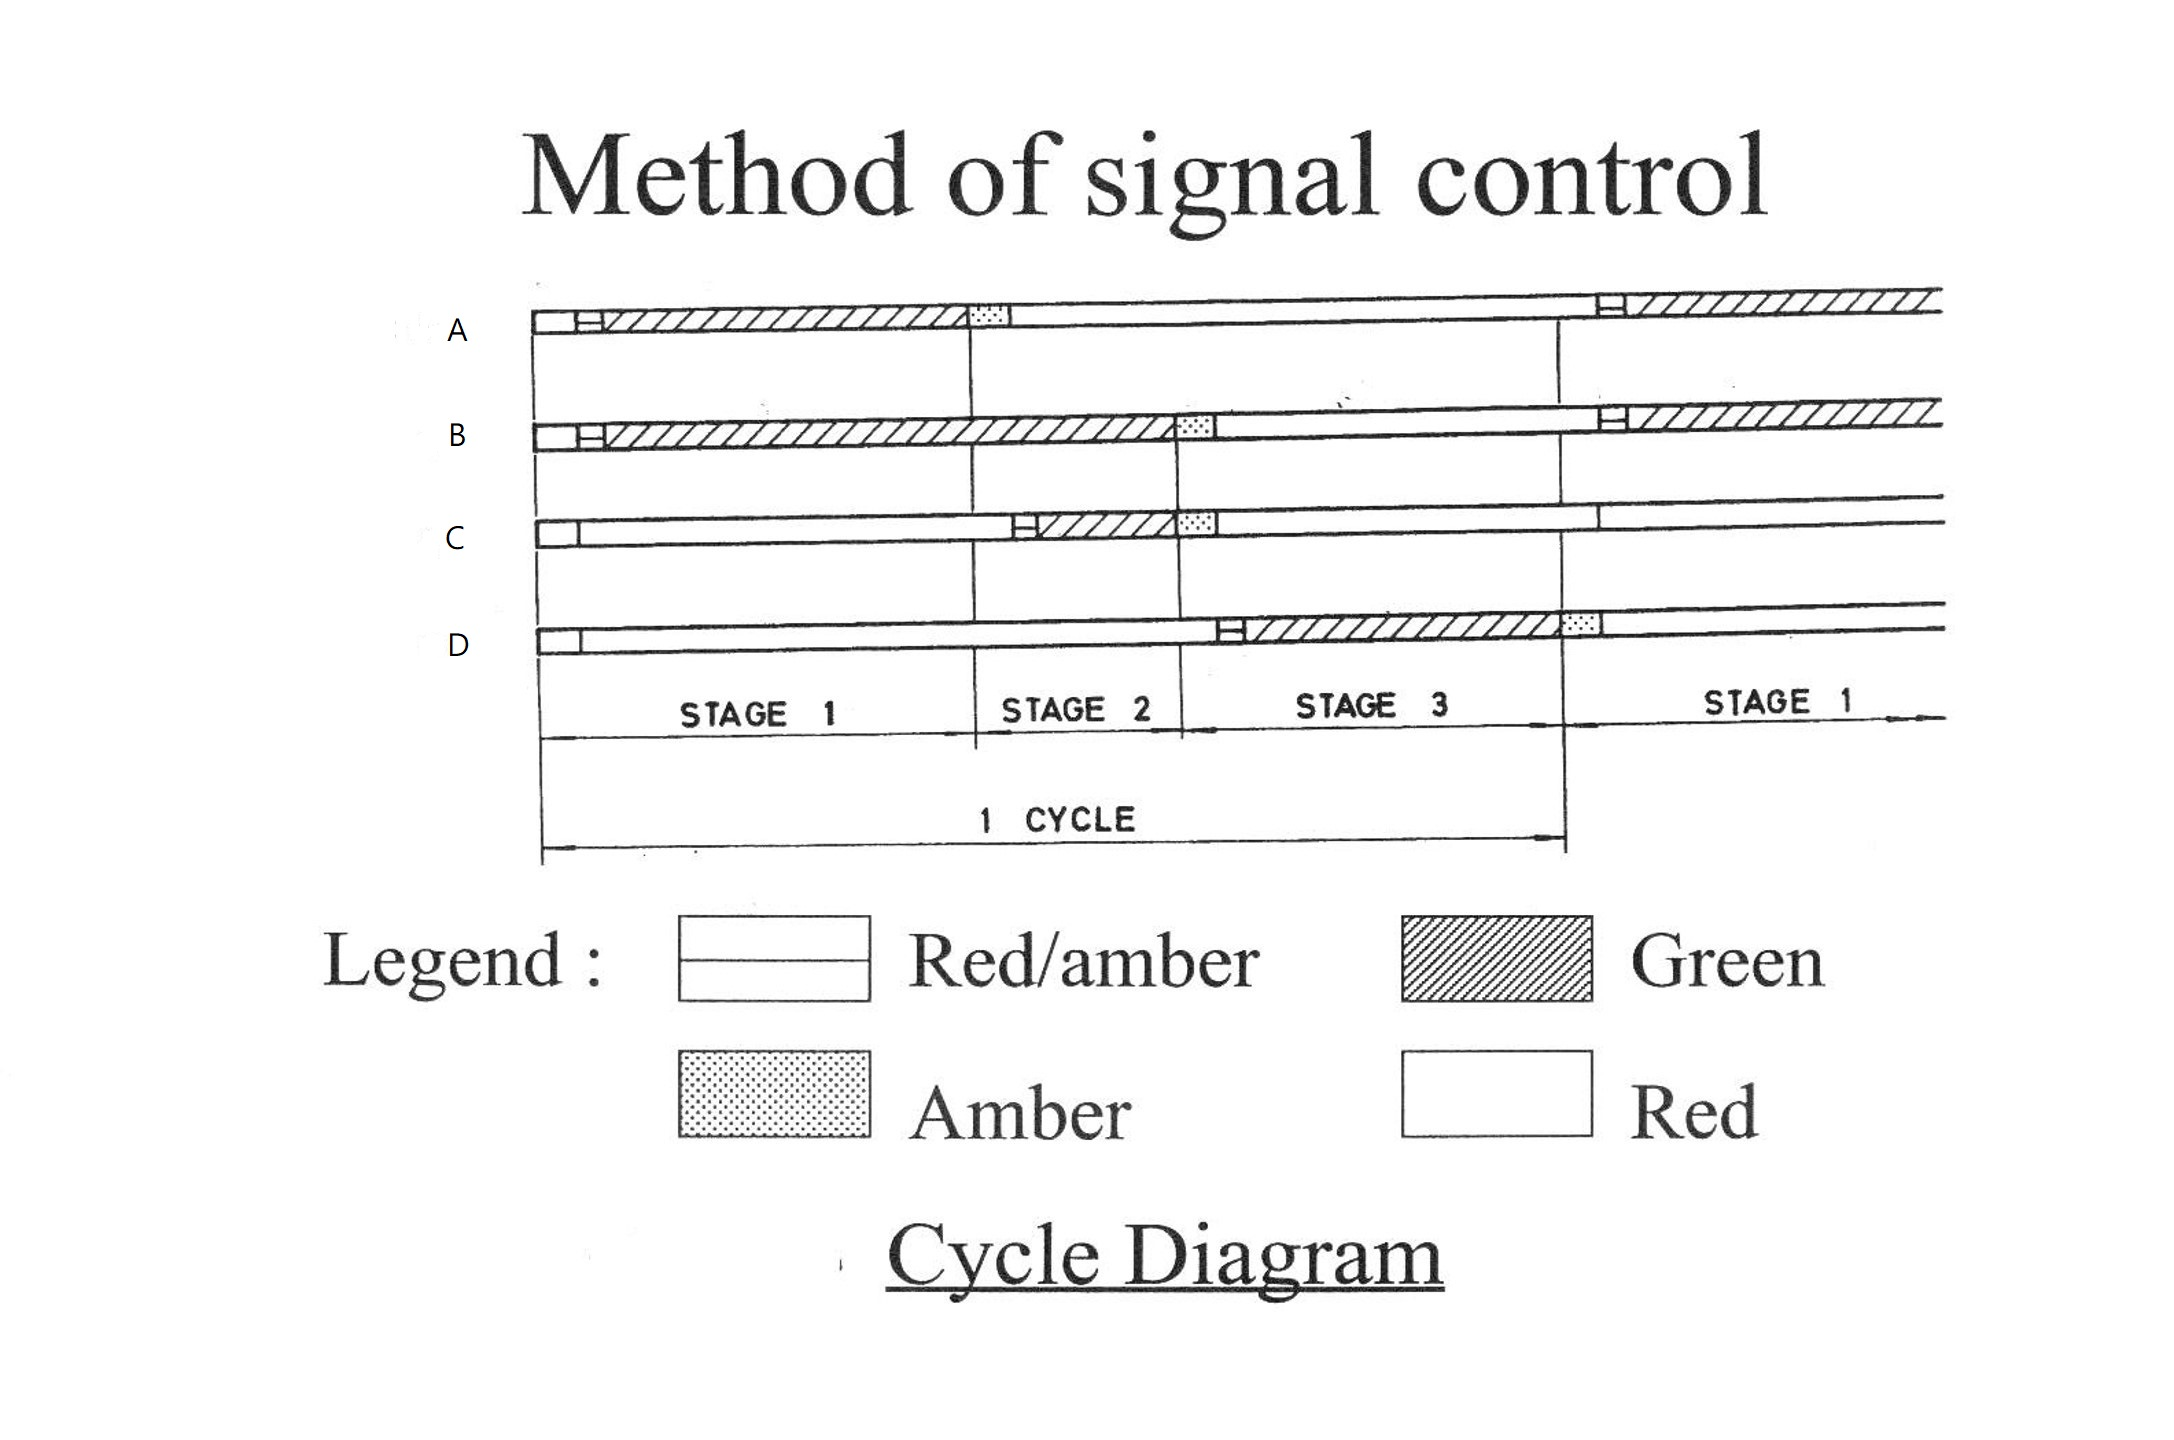 Method of signal control
A
B
C
D
STAGE 1 STAGE 2 STAGE 3 STAGE 1
1 CYCLE
Legend : Red/amber Green
Amber Red
Cycle Diagram